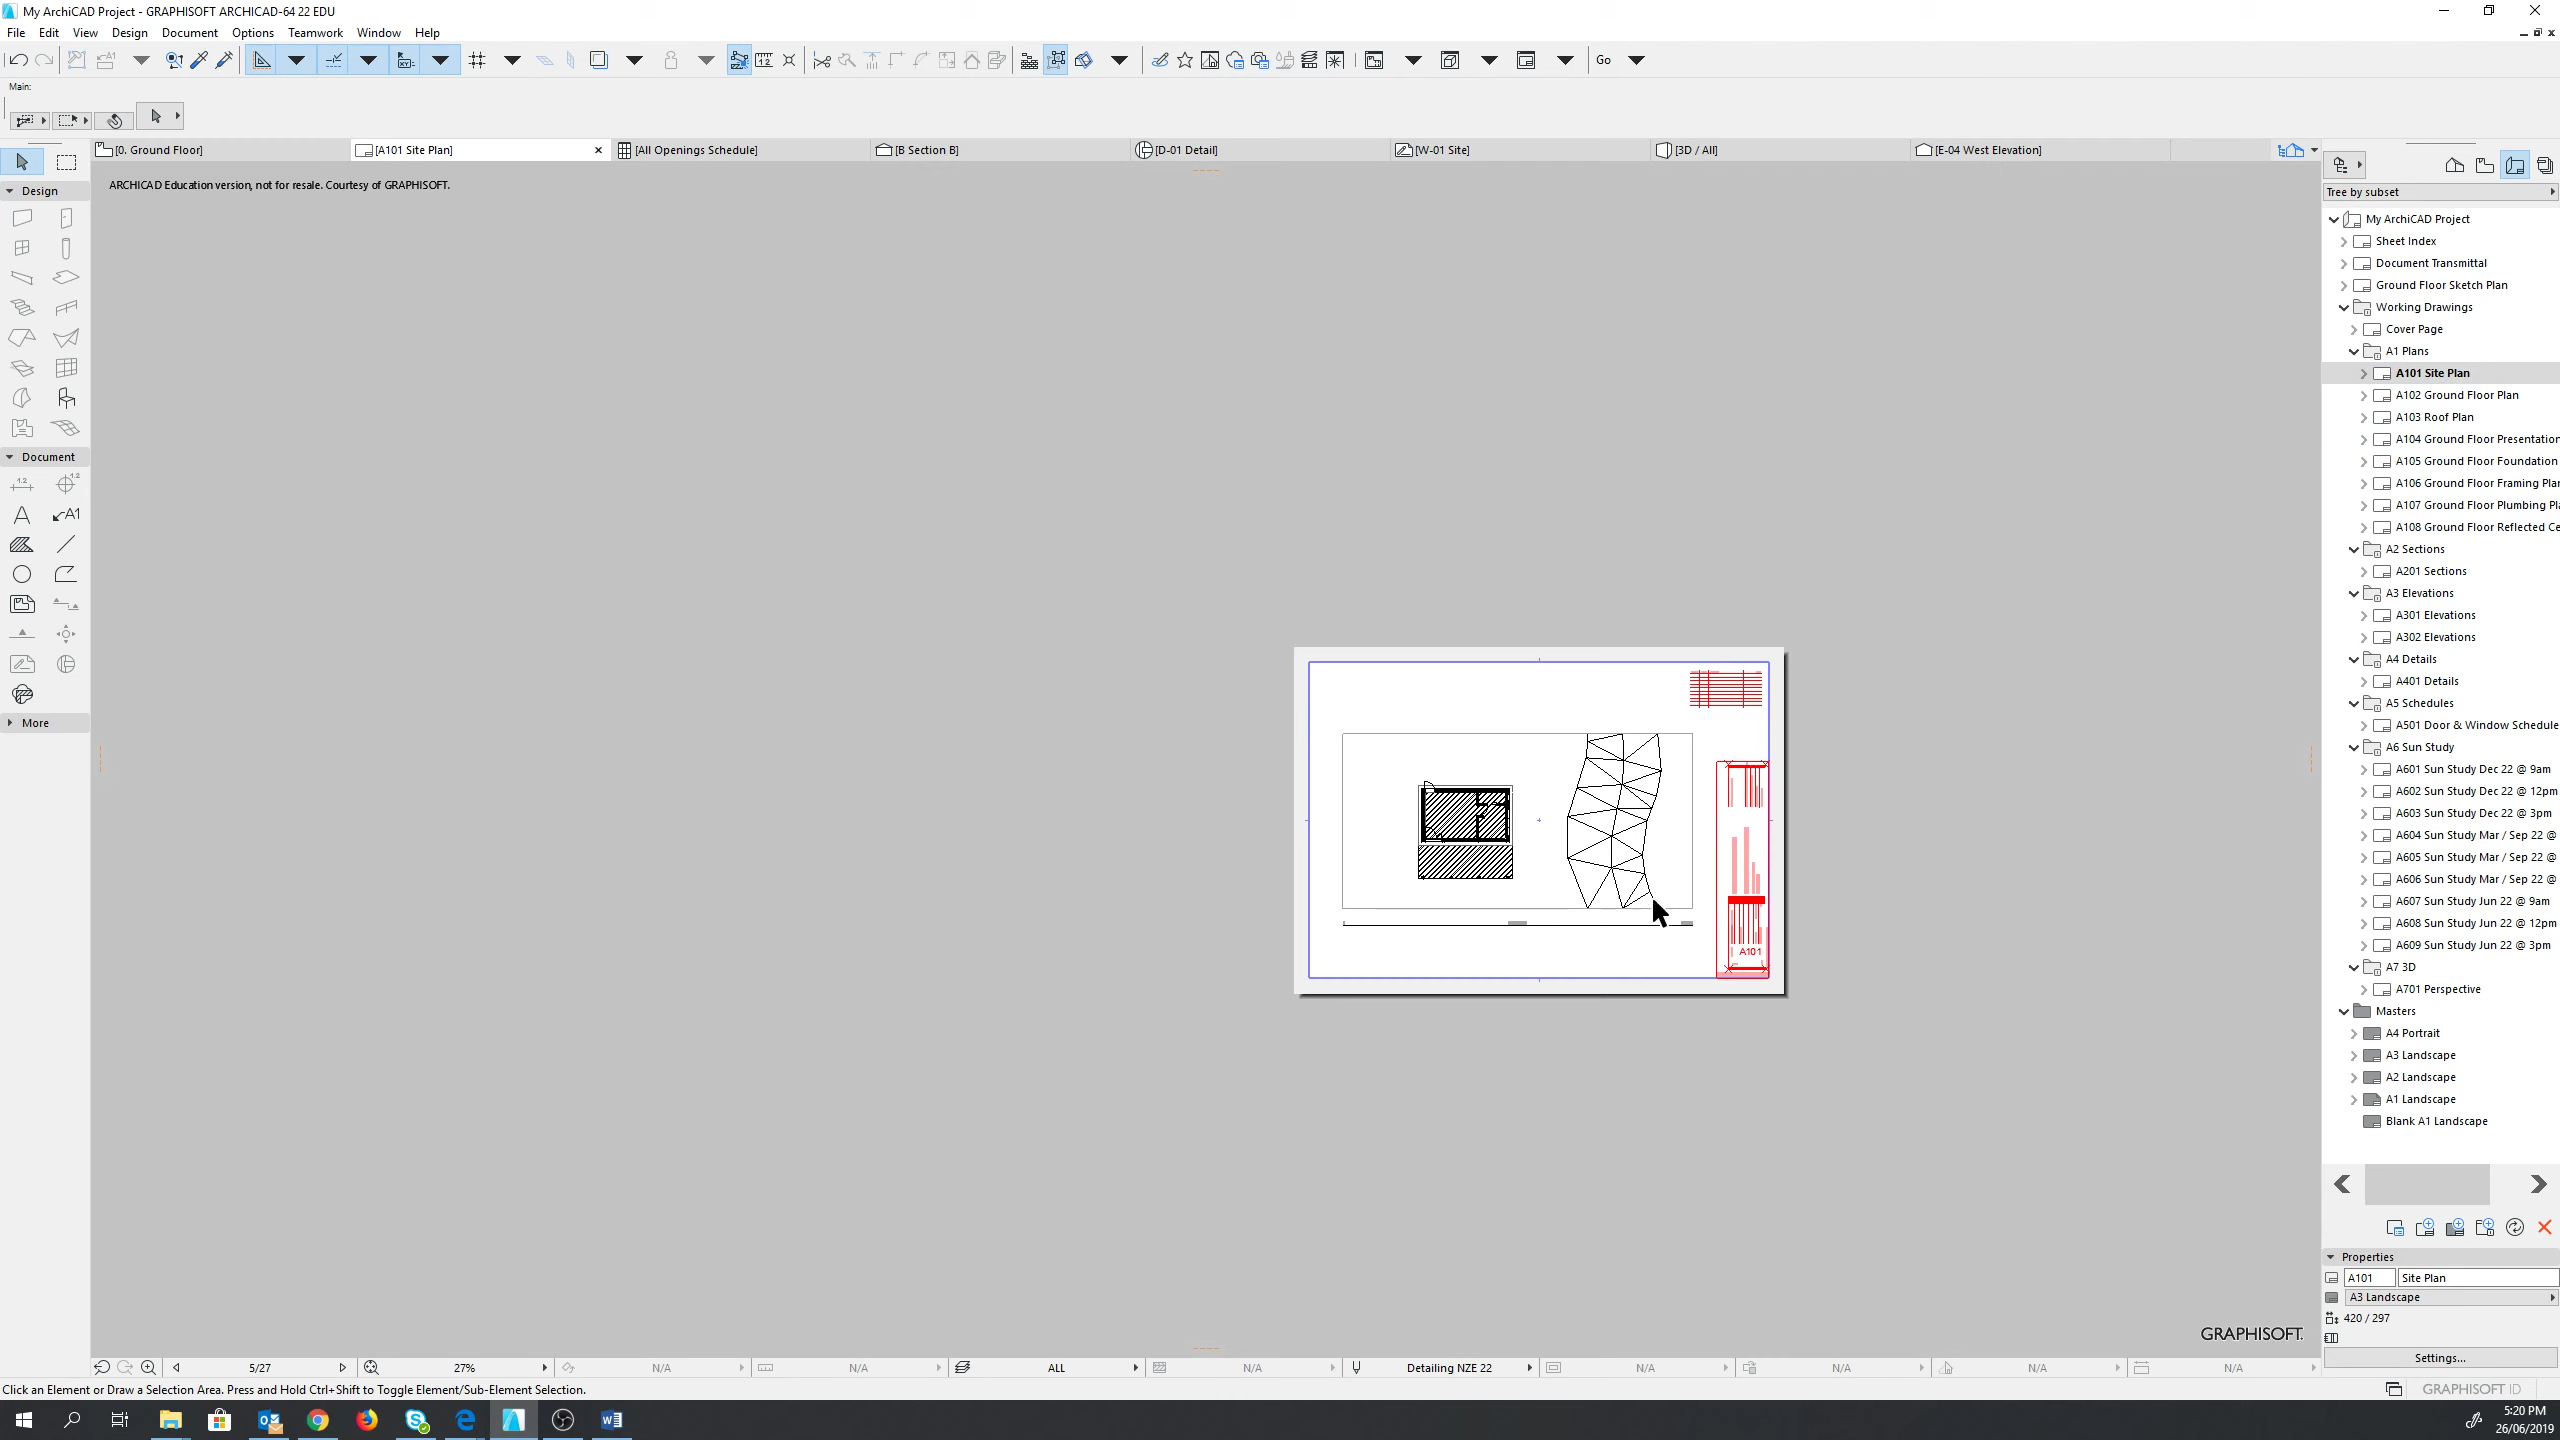 My ArchiCAD Project - GRAPHISOFT ARCHICAD-64 22 EDU
File Edit View Design Document Options Teamwork Window Help
Go
Main:
[0. Ground Floor] [A101 Site Plan] [All Openings Schedule] [B Section B] [D-01 Detail] [W-01 Site] [3D / All] [E-04 West Elevation]
ARCHICAD Education version, not for resale. Courtesy of GRAPHISOFT.
Design
Document
More
A101
GRAPHISOFT.
Tree by subset
My ArchiCAD Project
Sheet Index
Document Transmittal
Ground Floor Sketch Plan
Working Drawings
Cover Page
A1 Plans
A101 Site Plan
A102 Ground Floor Plan
A103 Roof Plan
A104 Ground Floor Presentation
A105 Ground Floor Foundation
A106 Ground Floor Framing Plan
A107 Ground Floor Plumbing Pl
A108 Ground Floor Reflected Ce
A2 Sections
A201 Sections
A3 Elevations
A301 Elevations
A302 Elevations
A4 Details
A401 Details
A5 Schedules
A501 Door & Window Schedule
A6 Sun Study
A601 Sun Study Dec 22 @ 9am
A602 Sun Study Dec 22 @ 12pm
A603 Sun Study Dec 22 @ 3pm
A604 Sun Study Mar / Sep 22 @
A605 Sun Study Mar / Sep 22 @
A606 Sun Study Mar / Sep 22 @
A607 Sun Study Jun 22 @ 9am
A608 Sun Study Jun 22 @ 12pm
A609 Sun Study Jun 22 @ 3pm
A7 3D
A701 Perspective
Masters
A4 Portrait
A3 Landscape
A2 Landscape
A1 Landscape
Blank A1 Landscape
Properties
A101 Site Plan
A3 Landscape
420 / 297
Settings...
5/27 27% N/A N/A ALL N/A Detailing NZE 22 N/A N/A N/A N/A
Click an Element or Draw a Selection Area. Press and Hold Ctrl+Shift to Toggle Element/Sub-Element Selection.
GRAPHISOFT ID
5:20 PM
26/06/2019